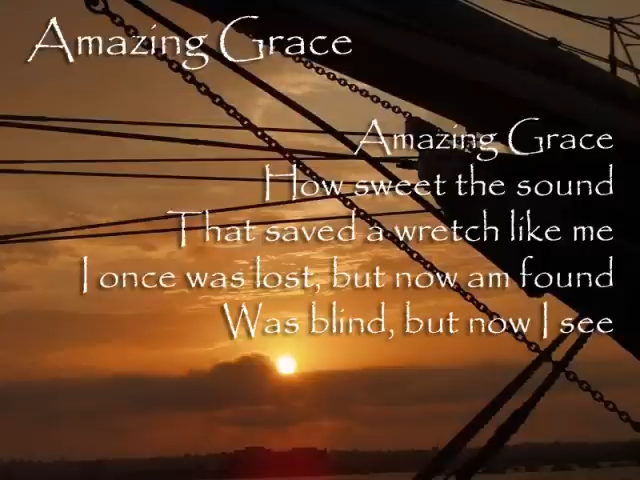 Amazing Grace
Amazing Grace
How sweet the sound
That saved a wretch like me
I once was lost, but now am found
Was blind, but now I see